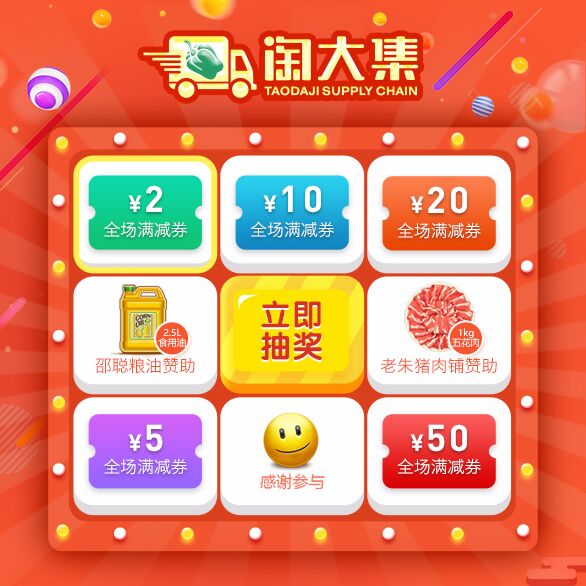 淘大集
TAODAJI SUPPLY CHAIN
¥2
全场满减券
¥10
全场满减券
¥20
全场满减券
CORN
OIL
2.5L
食用油
邵聪粮油赞助
立即
抽奖
1kg
五花肉
老朱猪肉铺赞助
¥5
全场满减券
感谢参与
¥50
全场满减券